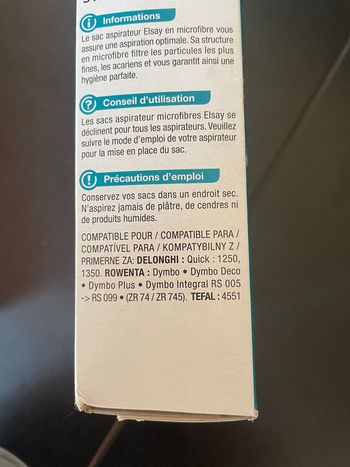 Informations
Le sac aspirateur Elsay en microfibre vous
assure une aspiration optimale. Sa structure
en microfibre filtre les particules les plus
fines, les acariens et vous garantit ainsi une
hygiène parfaite.
Conseil d'utilisation
Les sacs aspirateur microfibres Elsay se
déclinent pour tous les aspirateurs. Veuillez
suivre le mode d'emploi de votre aspirateur
pour la mise en place du sac.
Précautions d'emploi
Conservez vos sacs dans un endroit sec.
N'aspirez jamais de plâtre, de cendres ni
de produits humides.
COMPATIBLE POUR / COMPATIBLE PARA /
COMPATÍVEL PARA / KOMPATYBILNY Z /
PRIMERNE ZA: DELONGHI : Quick : 1250,
1350. ROWENTA : Dymbo • Dymbo Deco
• Dymbo Plus • Dymbo Integral RS 005
-> RS 099 • (ZR 74 / ZR 745). TEFAL : 4551